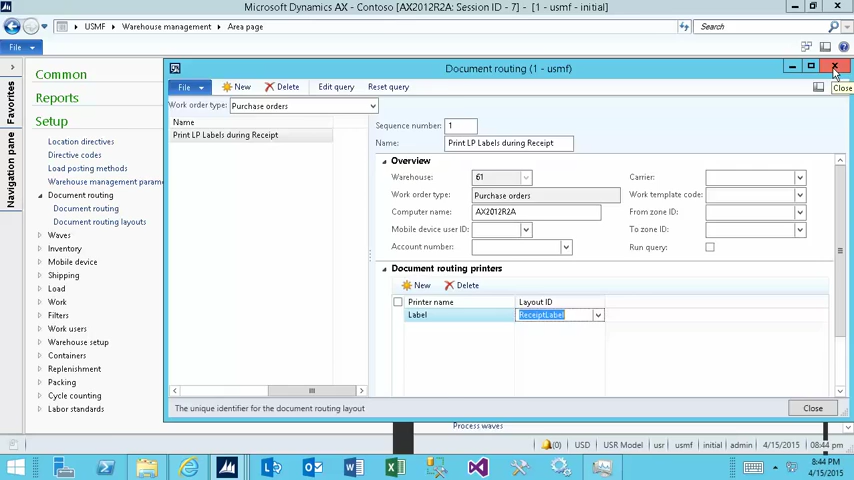 Microsoft Dynamics AX - Contoso [AX2012R2A: Session ID - 7] - [1 - usmf - initial]
USMF
Warehouse management
Area page
Search
File
Favorites
Navigation pane
Common
Reports
Setup
Location directives
Directive codes
Load posting methods
Warehouse management parame
Document routing
Document routing
Document routing layouts
Waves
Inventory
Mobile device
Shipping
Load
Work
Filters
Work users
Warehouse setup
Containers
Replenishment
Packing
Cycle counting
Labor standards
Document routing (1 - usmf)
Close
File
New
Delete
Edit query
Reset query
Work order type:
Purchase orders
Name
Print LP Labels during Receipt
Sequence number:
1
Name:
Print LP Labels during Receipt
Overview
Warehouse:
61
Carrier:
Work order type:
Purchase orders
Work template code:
Computer name:
AX2012R2A
From zone ID:
Mobile device user ID:
To zone ID:
Account number:
Run query:
Document routing printers
New
Delete
Printer name
Layout ID
Label
ReceiptLabel
The unique identifier for the document routing layout
Close
Process waves
(0)
USD
USR Model
usr
usmf
initial
admin
4/15/2015
08:44 pm
8:44 PM
4/15/2015